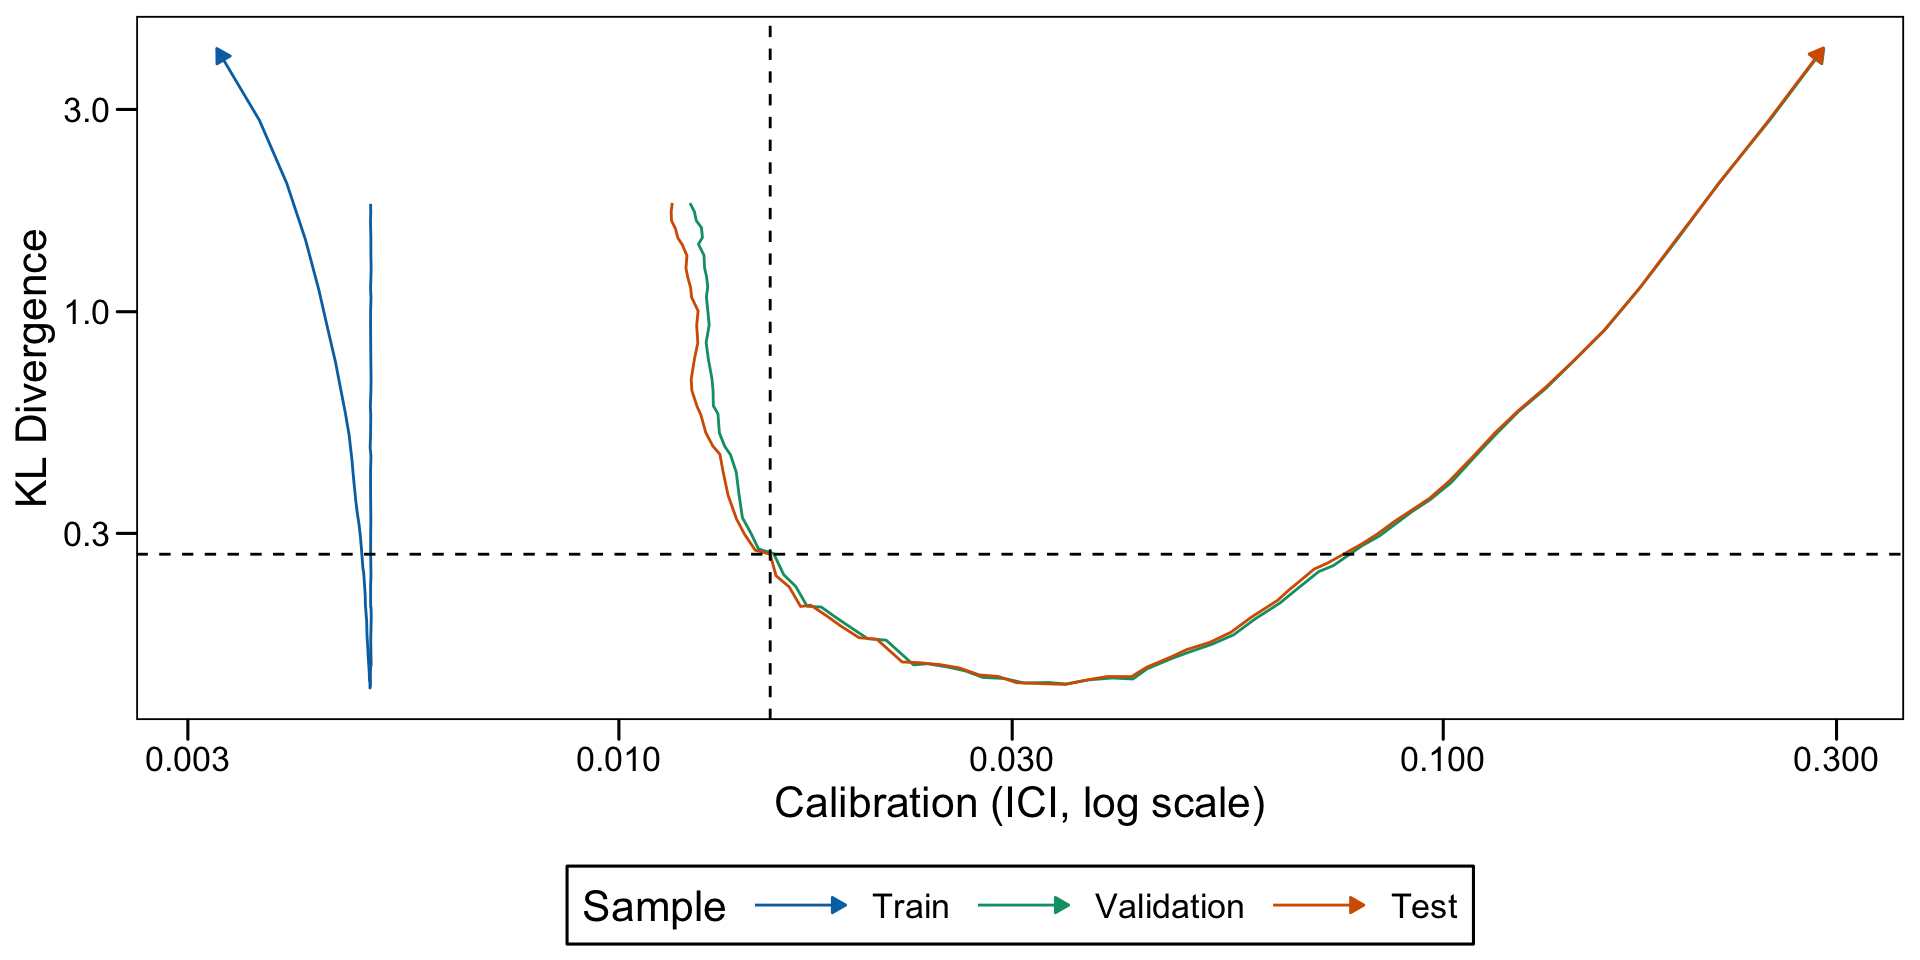 KL Divergence
3.0
1.0
0.3
0.003
0.010
0.030
0.100
0.300
Calibration (ICI, log scale)
Sample
Train
Validation
Test